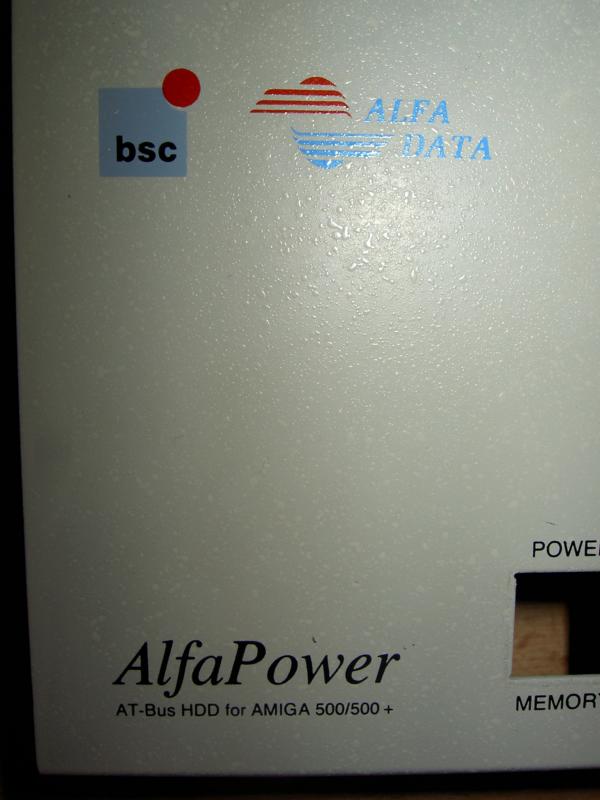 bsc
ALFA
DATA
POWE
AlfaPower
AT-Bus HDD for AMIGA 500/500+
MEMORY